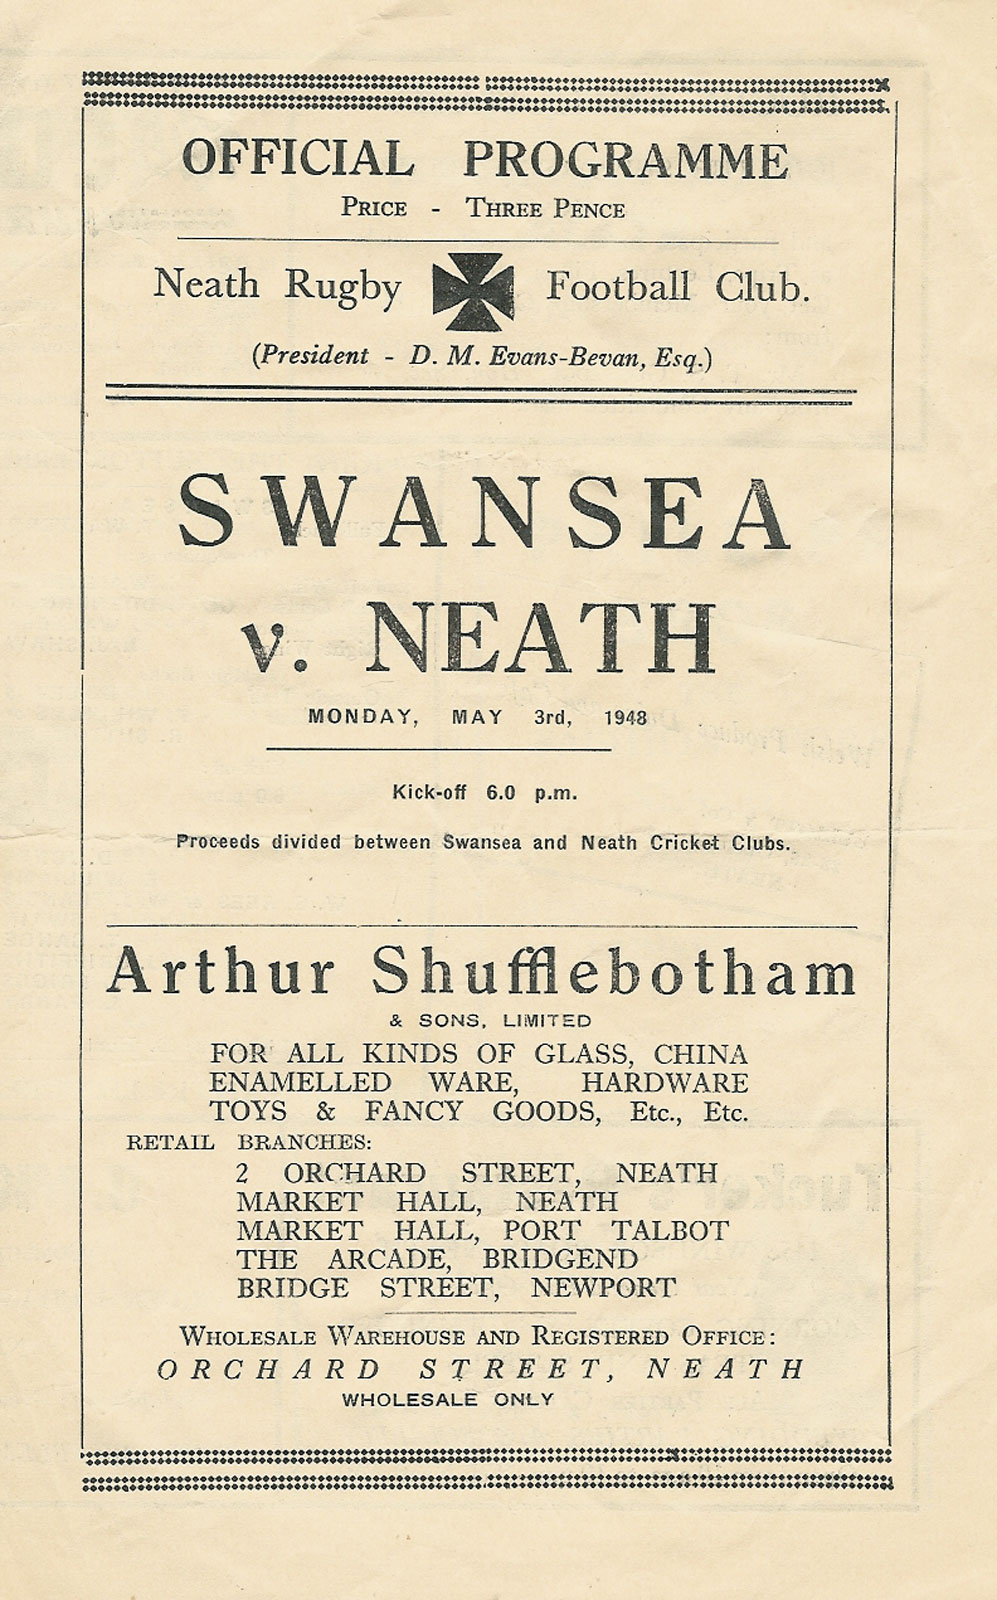 OFFICIAL PROGRAMME
PRICE - THREE PENCE
Neath Rugby Football Club.
(President - D. M. Evans-Bevan, Esq.)
SWANSEA
v. NEATH
MONDAY, MAY 3rd, 1948
Kick-off 6.0 p.m.
Proceeds divided between Swansea and Neath Cricket Clubs.
Arthur Shufflebotham
& SONS, LIMITED
FOR ALL KINDS OF GLASS, CHINA
ENAMELLED WARE, HARDWARE
TOYS & FANCY GOODS, Etc., Etc.
RETAIL BRANCHES:
2 ORCHARD STREET, NEATH
MARKET HALL, NEATH
MARKET HALL, PORT TALBOT
THE ARCADE, BRIDGEND
BRIDGE STREET, NEWPORT
WHOLESALE WAREHOUSE AND REGISTERED OFFICE:
ORCHARD STREET, NEATH
WHOLESALE ONLY